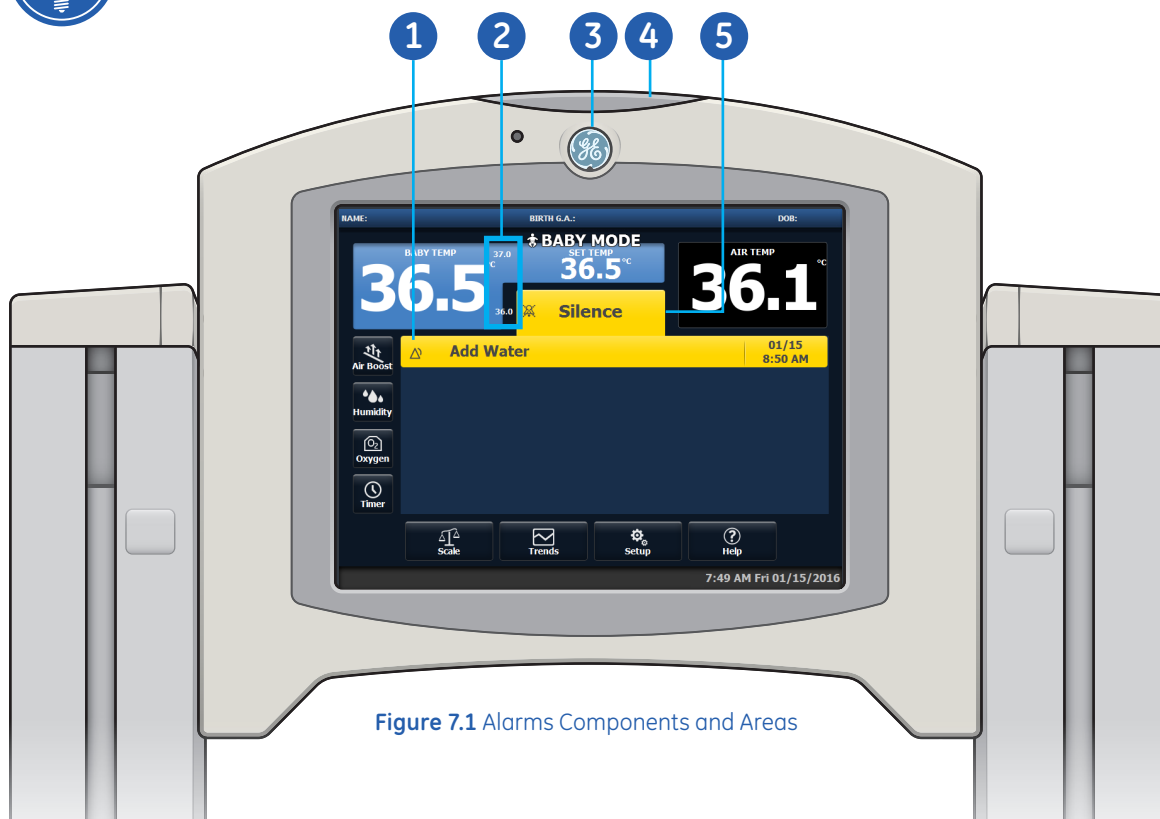 1 2 3 4 5
NAME: BIRTH G.A.: DOB:
BABY MODE
BABY TEMP 37.0 SET TEMP AIR TEMP
36.5 °C 36.5 °C 36.1 °C
36.0 Silence
Add Water 01/15
8:50 AM
Air Boost
Humidity
O2
Oxygen
Timer
Scale Trends Setup ? Help
7:49 AM Fri 01/15/2016
Figure 7.1 Alarms Components and Areas